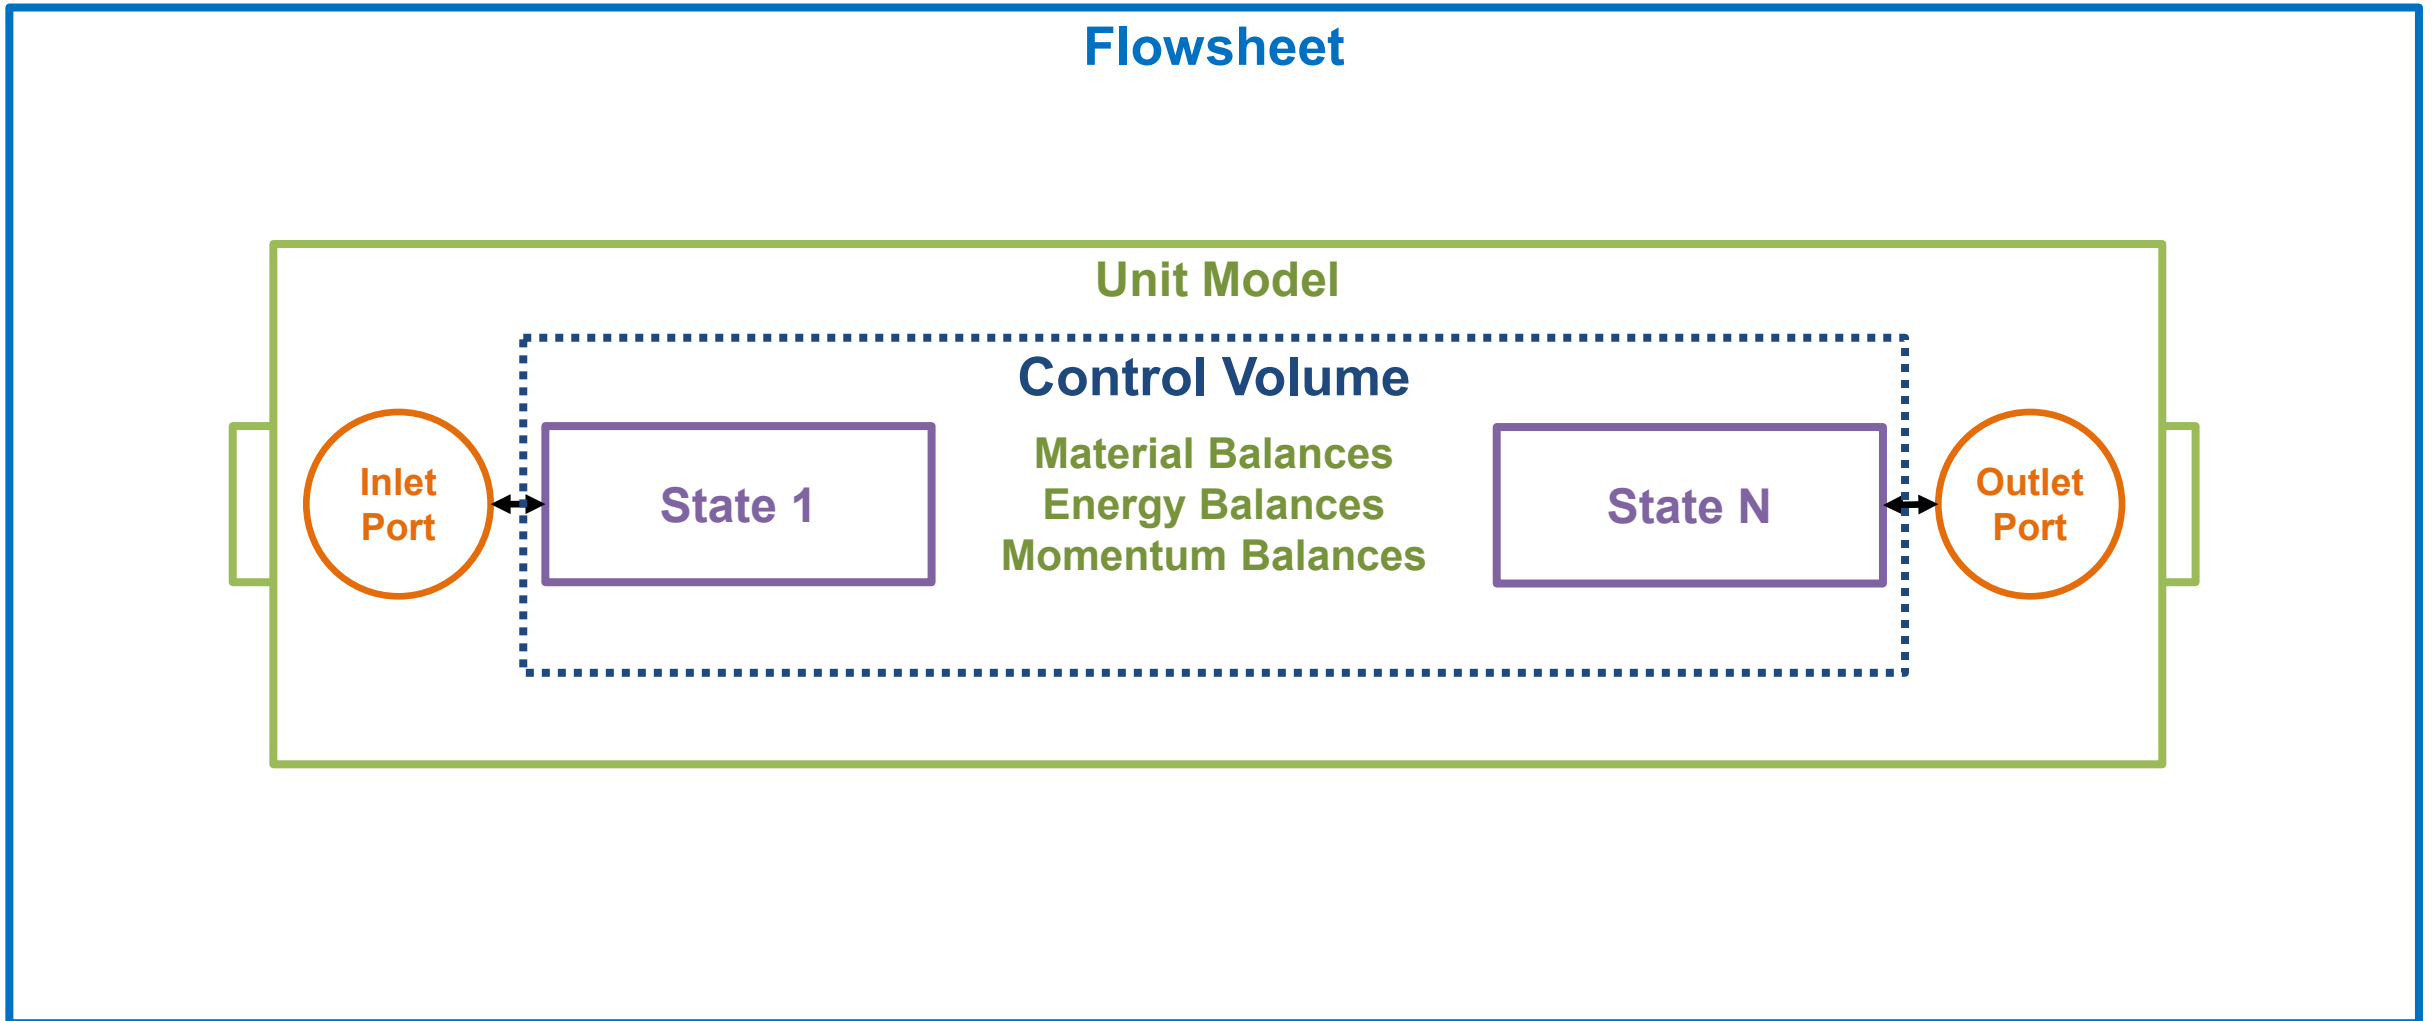 Flowsheet
Unit Model
Control Volume
Inlet
Port
State 1
Material Balances
Energy Balances
Momentum Balances
State N
Outlet
Port